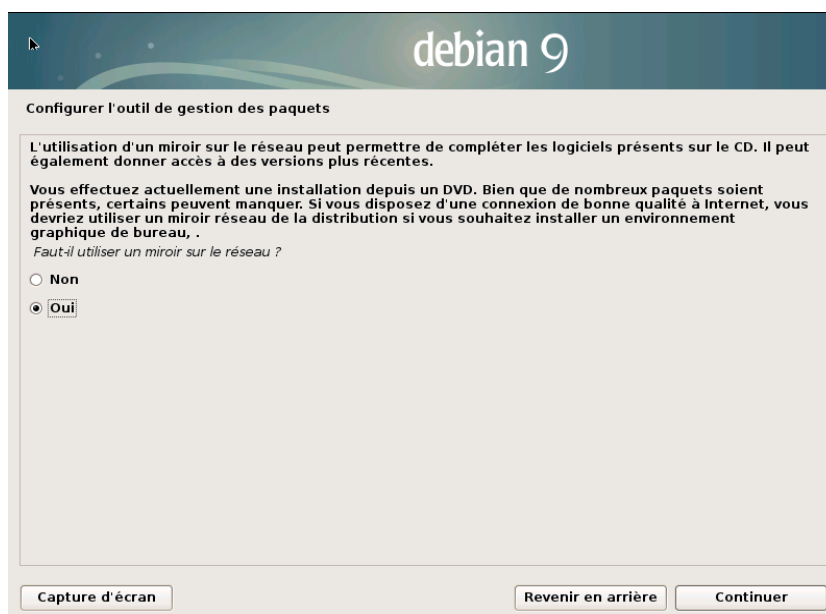 debian 9
Configurer l'outil de gestion des paquets
L'utilisation d'un miroir sur le réseau peut permettre de compléter les logiciels présents sur le CD. Il peut
également donner accès à des versions plus récentes.
Vous effectuez actuellement une installation depuis un DVD. Bien que de nombreux paquets soient
présents, certains peuvent manquer. Si vous disposez d'une connexion de bonne qualité à Internet, vous
devriez utiliser un miroir réseau de la distribution si vous souhaitez installer un environnement
graphique de bureau, .
Faut-il utiliser un miroir sur le réseau ?
Non
Oui
Capture d'écran
Revenir en arrière
Continuer